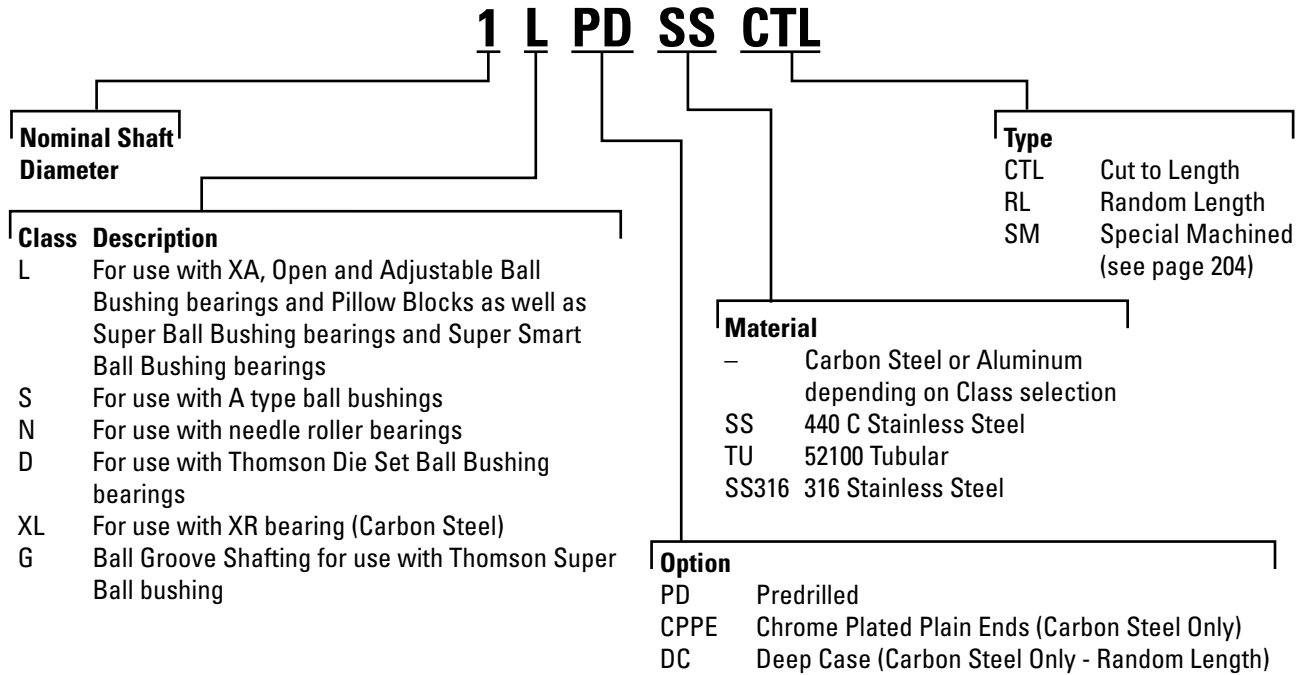 1 L PD SS CTL
Nominal Shaft
Diameter
Class Description
L For use with XA, Open and Adjustable Ball
Bushing bearings and Pillow Blocks as well as
Super Ball Bushing bearings and Super Smart
Ball Bushing bearings
S For use with A type ball bushings
N For use with needle roller bearings
D For use with Thomson Die Set Ball Bushing
bearings
XL For use with XR bearing (Carbon Steel)
G Ball Groove Shafting for use with Thomson Super
Ball bushing
Type
CTL Cut to Length
RL Random Length
SM Special Machined
(see page 204)
Material
– Carbon Steel or Aluminum
depending on Class selection
SS 440 C Stainless Steel
TU 52100 Tubular
SS316 316 Stainless Steel
Option
PD Predrilled
CPPE Chrome Plated Plain Ends (Carbon Steel Only)
DC Deep Case (Carbon Steel Only - Random Length)